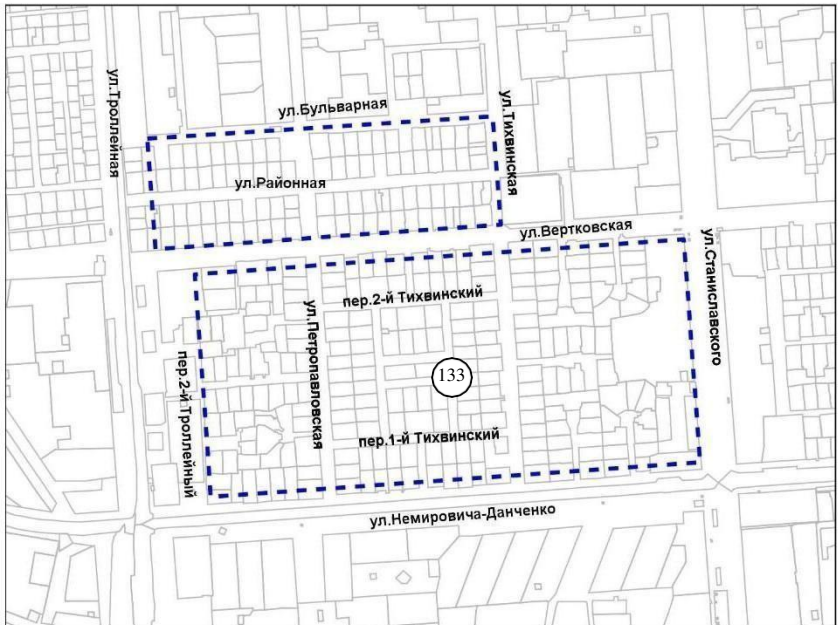 ул.Троллейная
ул.Бульварная
ул.Тихвинская
ул.Районная
ул.Вертковская
ул.Станиславского
пер.2-й Тихвинский
ул.Петропавловская
пер.2-й Троллейный
133
пер.1-й Тихвинский
ул.Немировича-Данченко